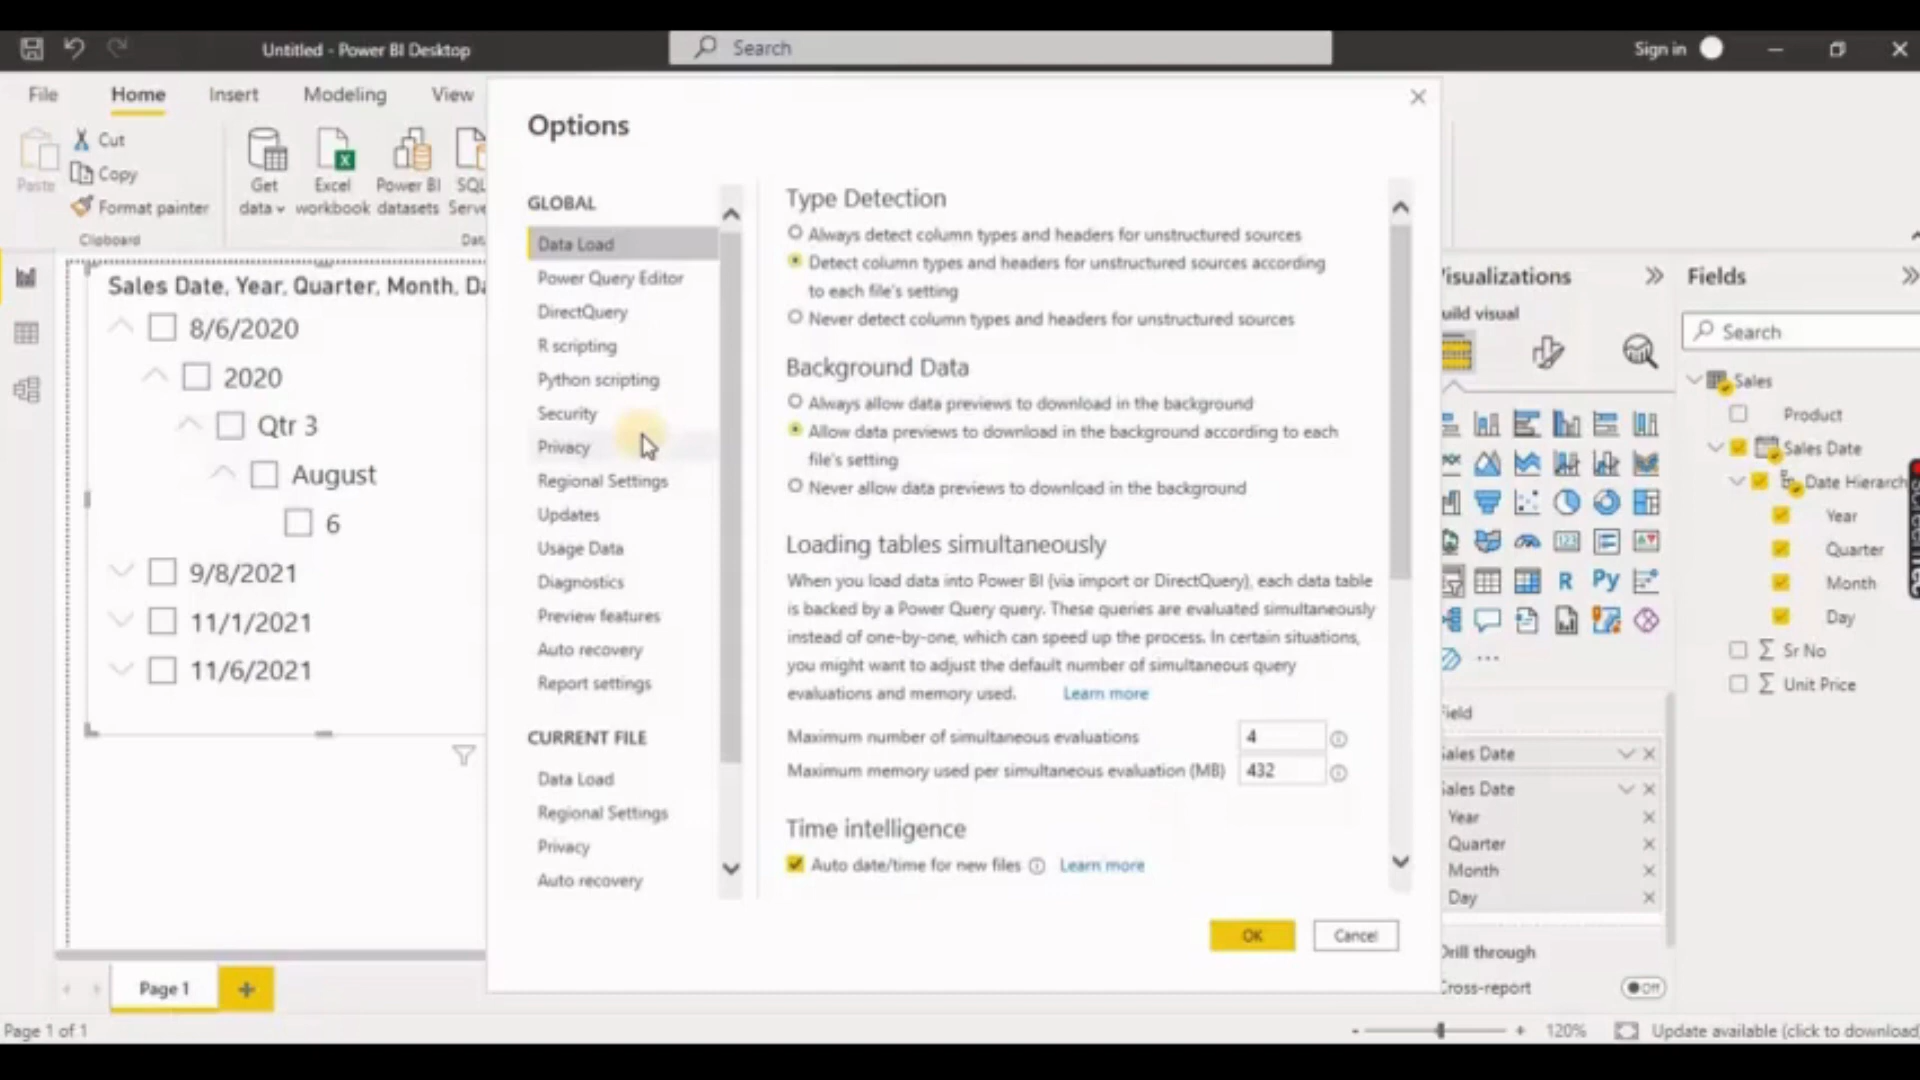 Untitled - Power BI Desktop
Search
Sign in
File
Home
Insert
Modeling
View
Paste
Cut
Copy
Format painter
Clipboard
Get
data
Excel
workbook
Power BI
datasets
SQL
Serve
Dat
Sales Date, Year, Quarter, Month, Da
8/6/2020
2020
Qtr 3
August
6
9/8/2021
11/1/2021
11/6/2021
Options
GLOBAL
Data Load
Power Query Editor
DirectQuery
R scripting
Python scripting
Security
Privacy
Regional Settings
Updates
Usage Data
Diagnostics
Preview features
Auto recovery
Report settings
CURRENT FILE
Data Load
Regional Settings
Privacy
Auto recovery
Type Detection
Always detect column types and headers for unstructured sources
Detect column types and headers for unstructured sources according
to each file's setting
Never detect column types and headers for unstructured sources
Background Data
Always allow data previews to download in the background
Allow data previews to download in the background according to each
file's setting
Never allow data previews to download in the background
Loading tables simultaneously
When you load data into Power BI (via import or DirectQuery), each data table
is backed by a Power Query query. These queries are evaluated simultaneously
instead of one-by-one, which can speed up the process. In certain situations,
you might want to adjust the default number of simultaneous query
evaluations and memory used. Learn more
Maximum number of simultaneous evaluations 4
Maximum memory used per simultaneous evaluation (MB) 432
Time intelligence
Auto date/time for new files Learn more
OK
Cancel
isualizations
uild visual
123
R
Py
ield
Sales Date
Sales Date
Year
Quarter
Month
Day
Drill through
Cross-report
Off
Fields
Search
Sales
Product
Sales Date
Date Hierarch
Year
Quarter
Month
Day
Sr No
Unit Price
Page 1
Page 1 of 1
- + 120%
Update available (click to download